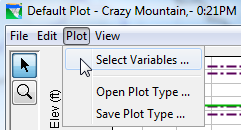 Default Plot - Crazy Mountain,- 0:21PM
File Edit Plot View
Select Variables ...
Elev (ft)
Open Plot Type ...
Save Plot Type ...